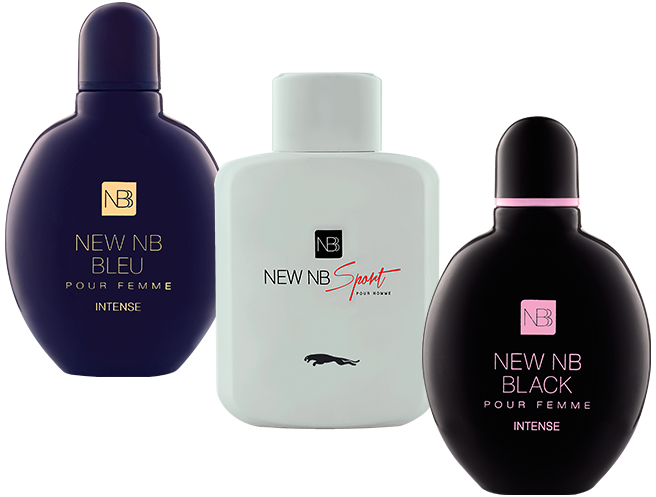 NB
NEW NB
BLEU
POUR FEMME
INTENSE
NB
NEW NB Sport
POUR HOMME
NB
NEW NB
BLACK
POUR FEMME
INTENSE